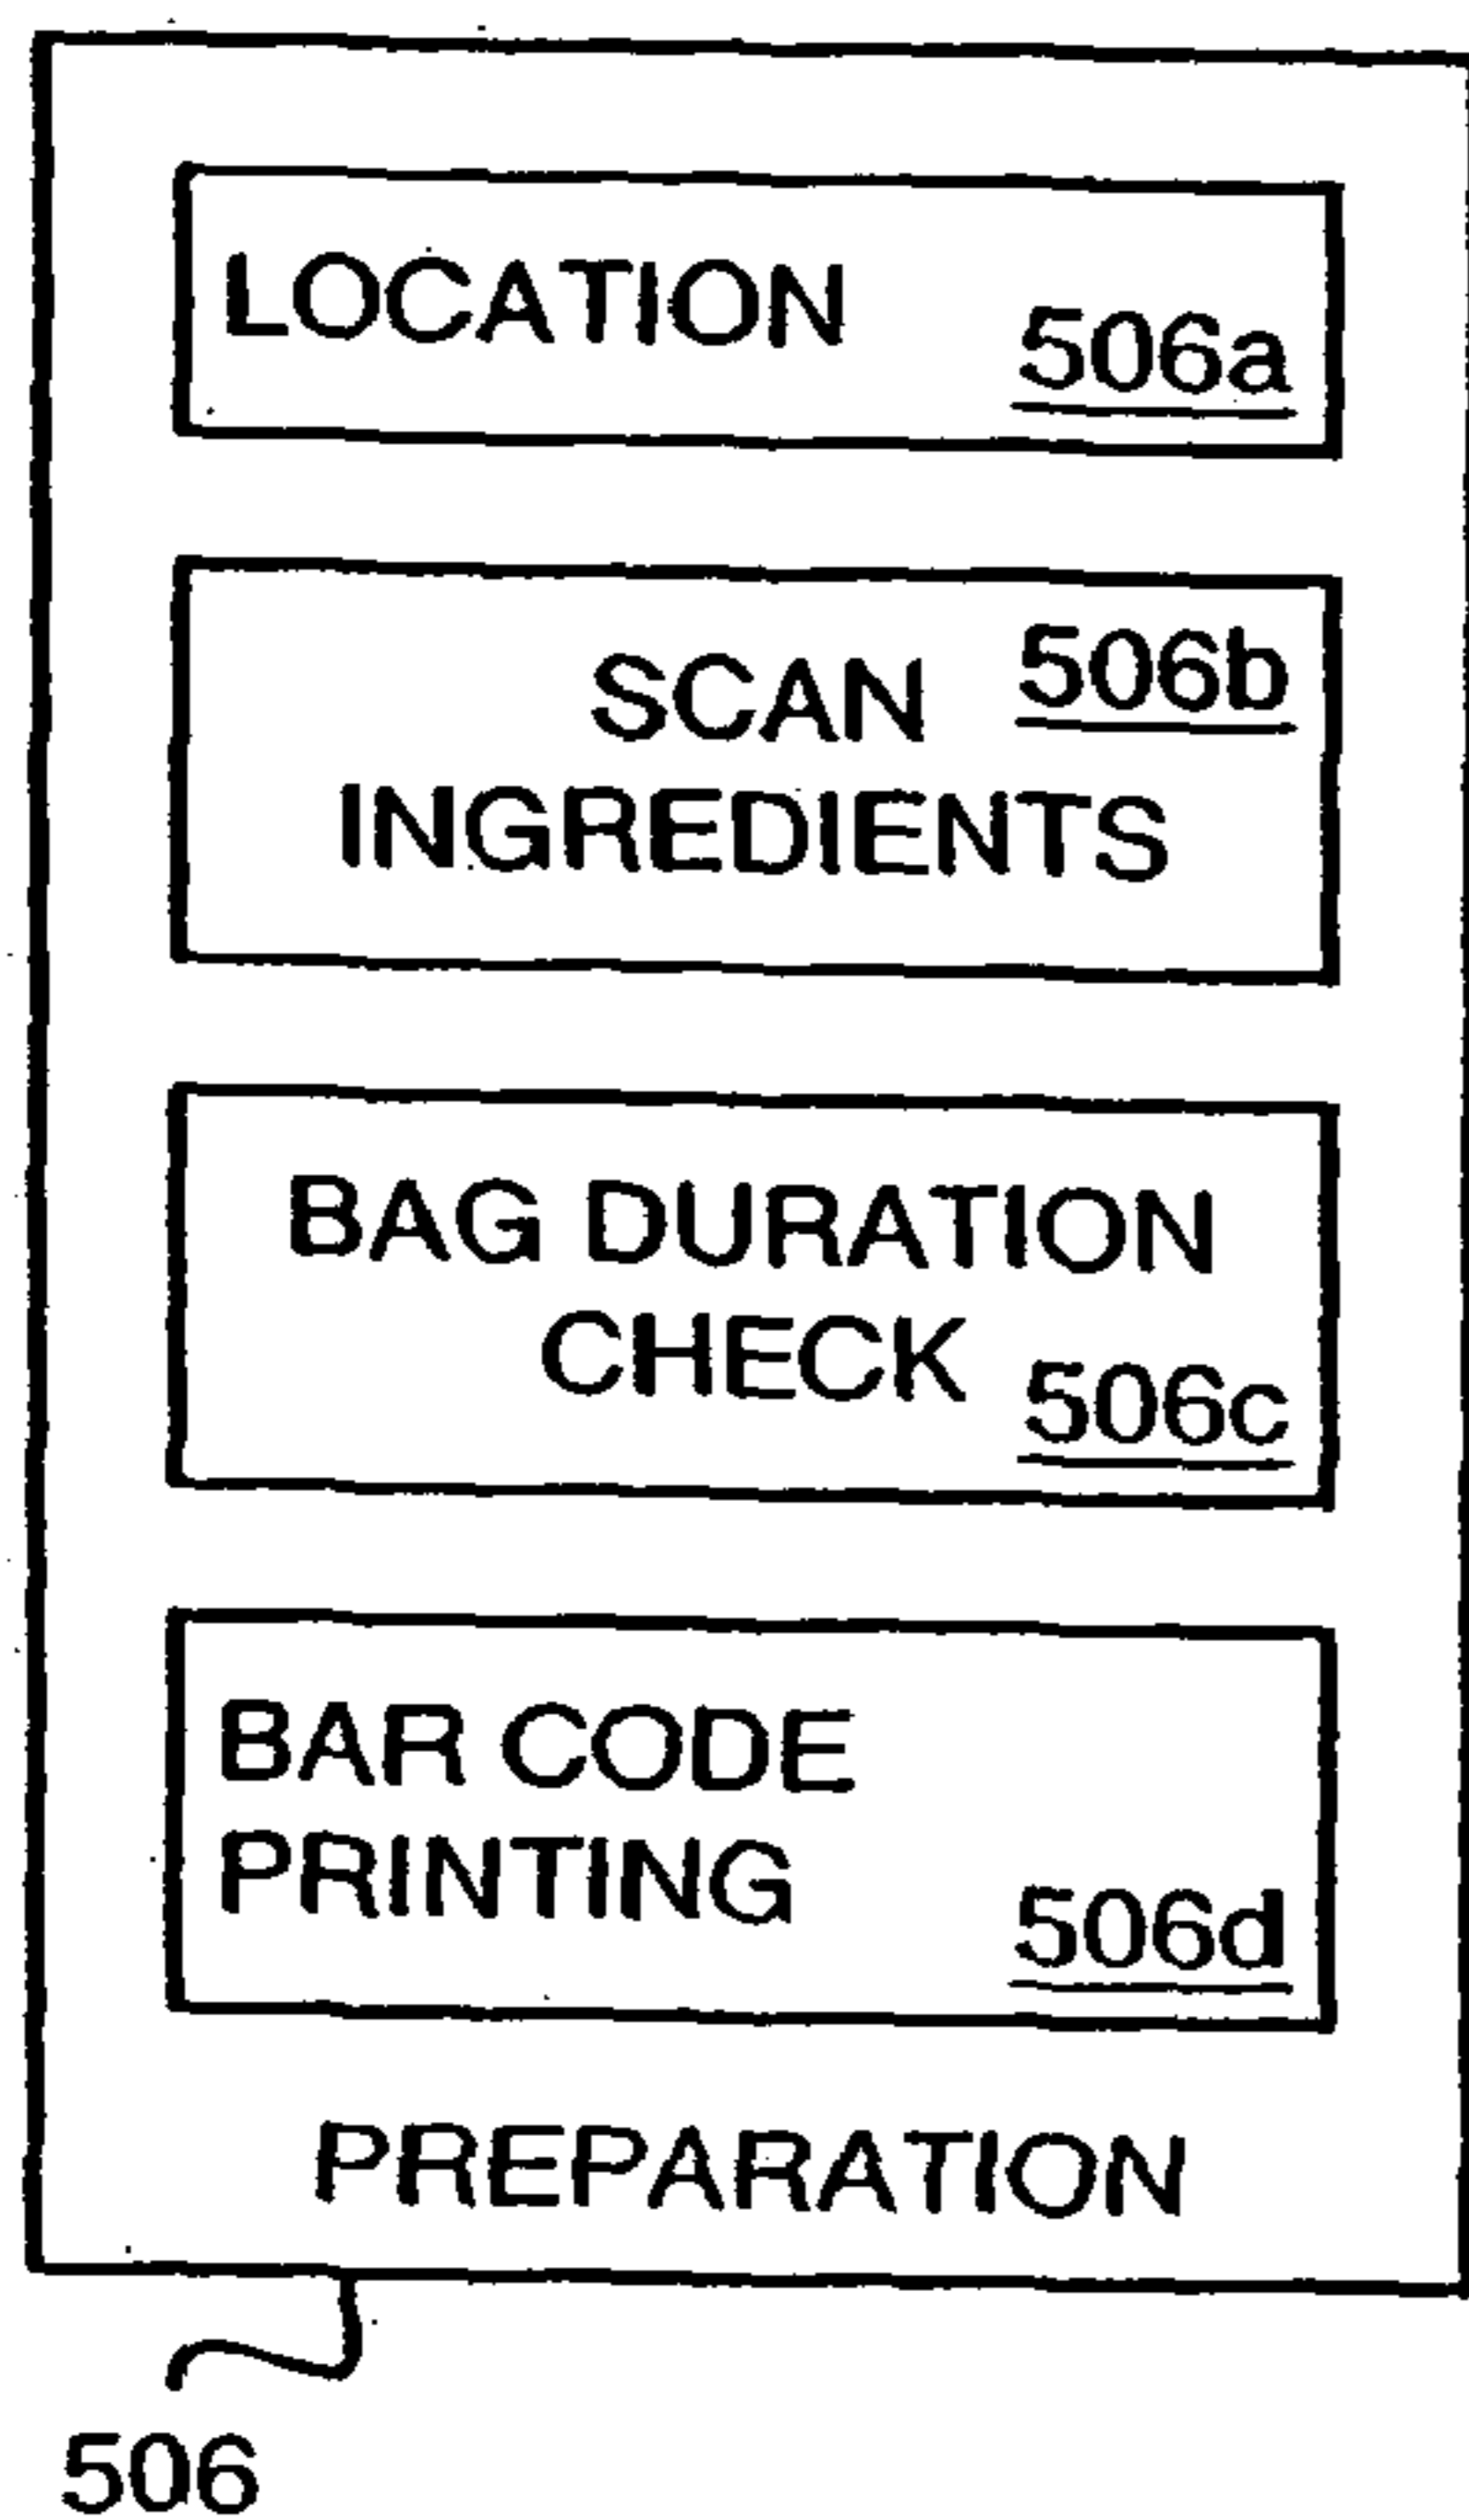 LOCATION
506a
SCAN 506b
INGREDIENTS
BAG DURATION
CHECK
506c
BAR CODE
PRINTING
506d
PREPARATION
506